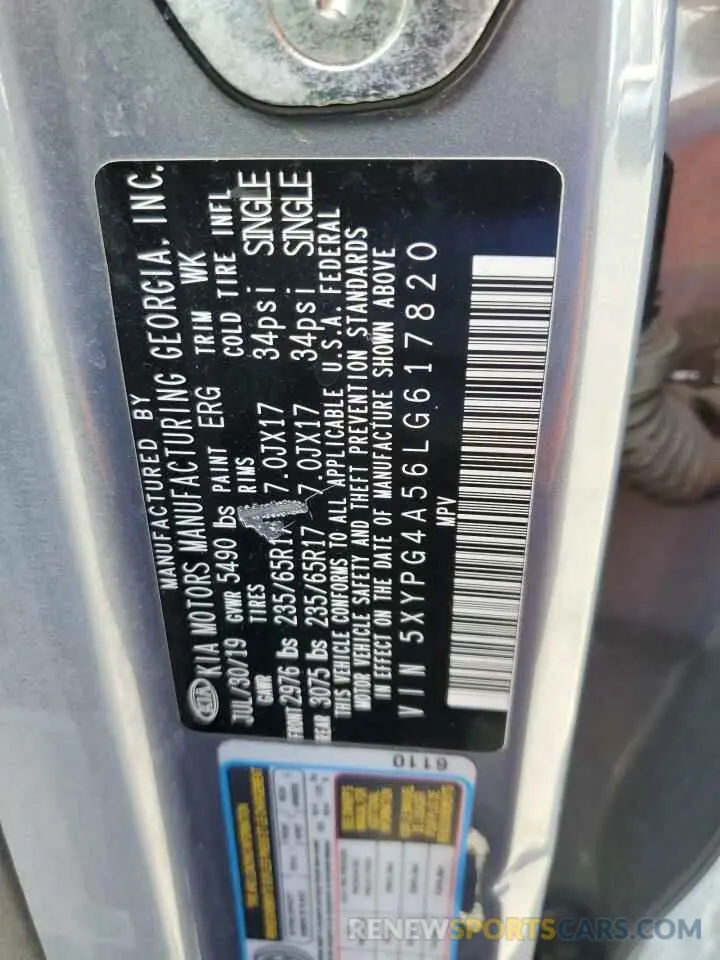 MANUFACTURED BY
KIA KIA MOTORS MANUFACTURING GEORGIA, INC.
JUL/30/19 GVWR 5490 lbs PAINT ERG TRIM WK
GAWR TIRES RIMS COLD TIRE INFL
FRONT 2976 lbs 235/65R17 7.0JX17 34psi SINGLE
REAR 3075 lbs 235/65R17 7.0JX17 34psi SINGLE
THIS VEHICLE CONFORMS TO ALL APPLICABLE U.S.A. FEDERAL
MOTOR VEHICLE SAFETY AND THEFT PREVENTION STANDARDS
IN EFFECT ON THE DATE OF MANUFACTURE SHOWN ABOVE
VIN 5XYPG4A56LG617820
MPV
6110
RENEWSPORTSCARS.COM